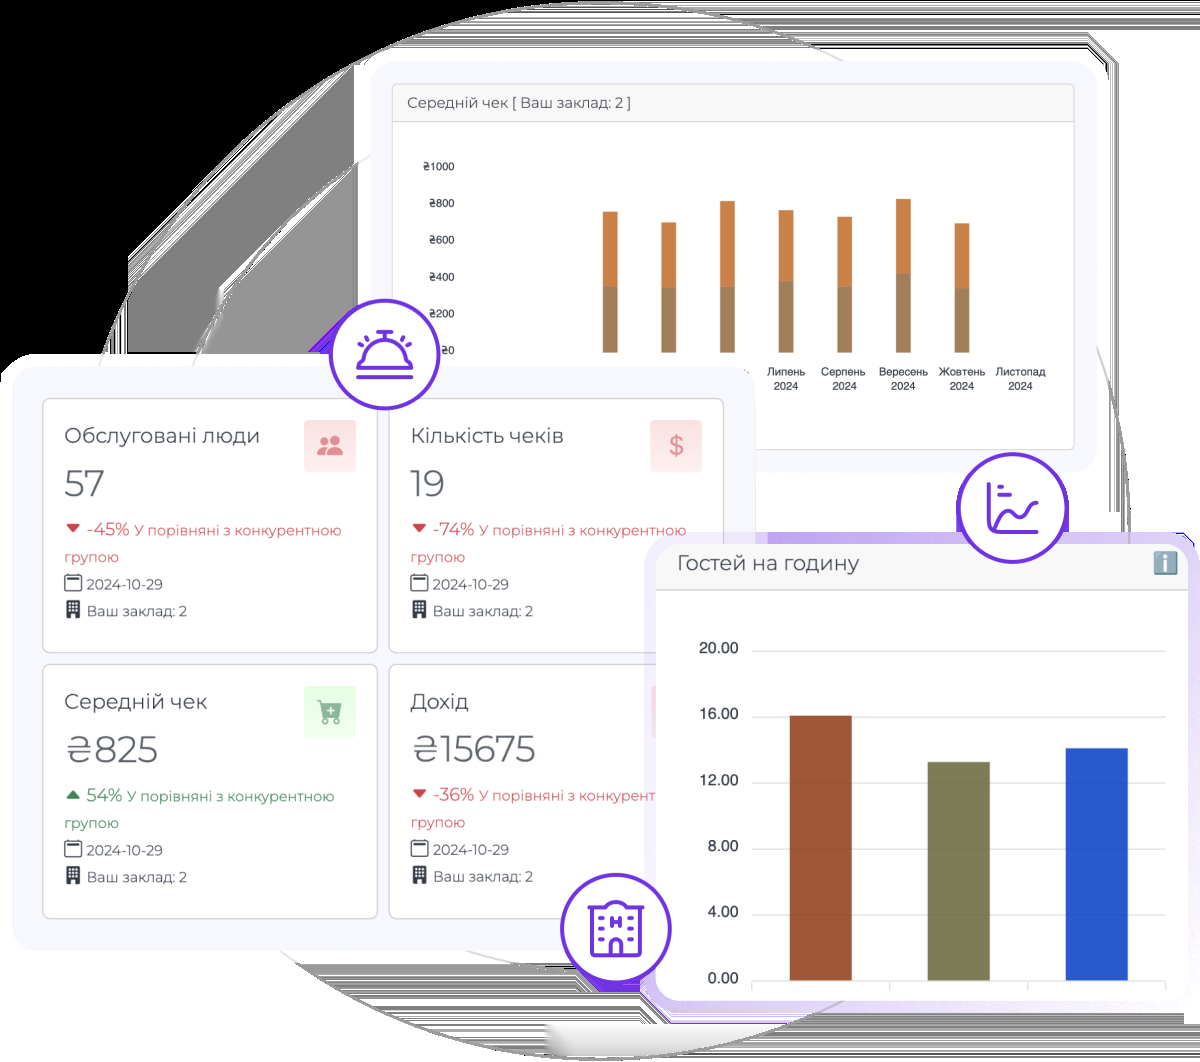 Середній чек [ Ваш заклад: 2 ]
₴1000
₴800
₴600
₴400
₴200
₴0
Липень Серпень Вересень Жовтень Листопад
2024 2024 2024 2024 2024
Обслуговані люди
57
-45% У порівняні з конкурентною
групою
2024-10-29
Ваш заклад: 2
Кількість чеків
$
19
-74% У порівняні з конкурентною
групою
2024-10-29
Ваш заклад: 2
Середній чек
₴825
54% У порівняні з конкурентною
групою
2024-10-29
Ваш заклад: 2
Дохід
₴15675
-36% У порівняні з конкурент
групою
2024-10-29
Ваш заклад: 2
Гостей на годину
i
20.00
16.00
12.00
8.00
4.00
0.00
H